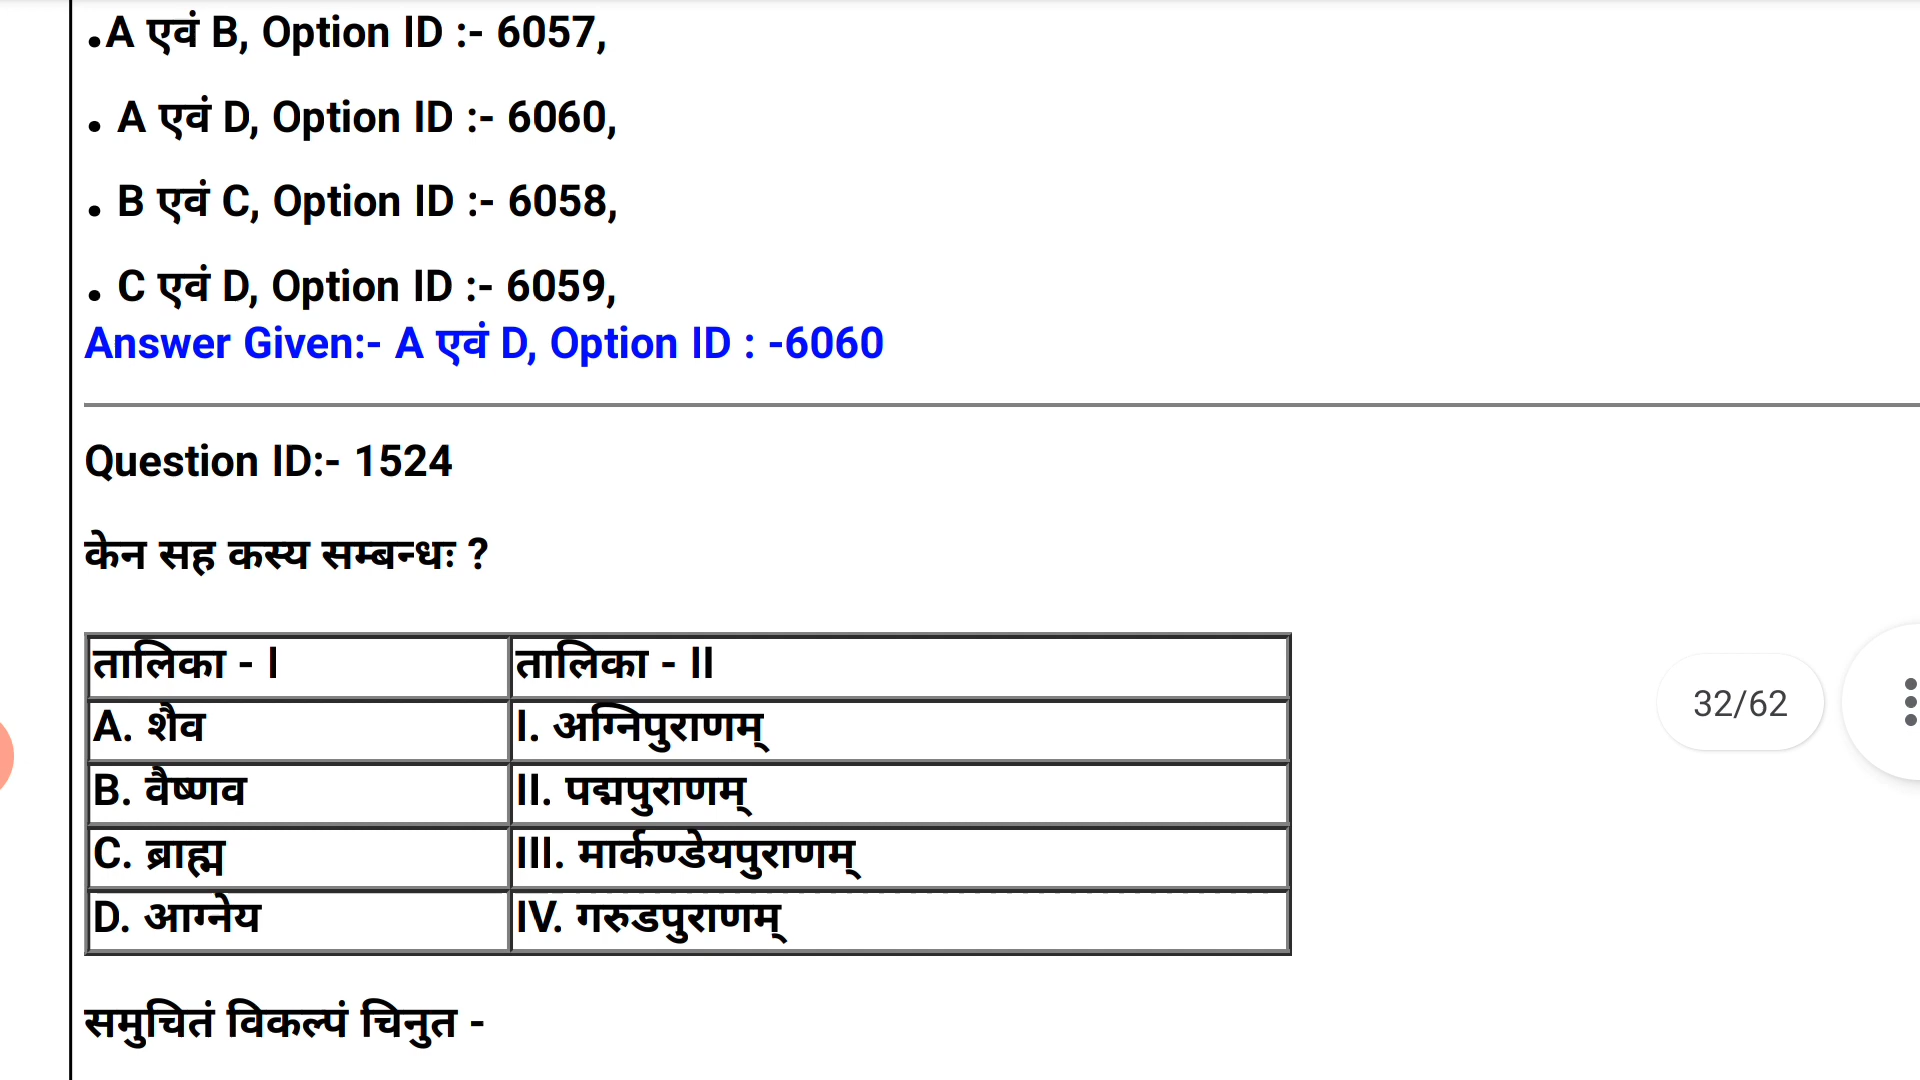 .A एवं B, Option ID :- 6057,
. A एवं D, Option ID :- 6060,
. B एवं C, Option ID :- 6058,
. C एवं D, Option ID :- 6059,
Answer Given:- A एवं D, Option ID : -6060
Question ID:- 1524
केन सह कस्य सम्बन्धः ?
तालिका - I तालिका - II
A. शैव I. अग्निपुराणम्
B. वैष्णव II. पद्मपुराणम्
32/62
C. ब्राह्म III. मार्कण्डेयपुराणम्
D. आग्नेय IV. गरुडपुराणम्
समुचितं विकल्पं चिनुत -